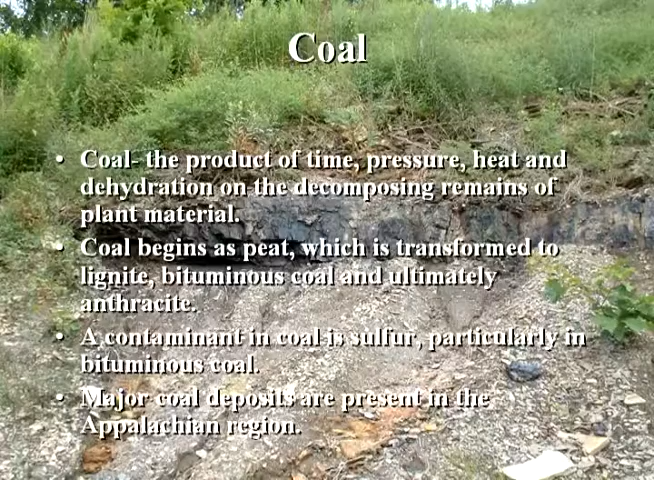 Coal
• Coal- the product of time, pressure, heat and
dehydration on the decomposing remains of
plant material.
• Coal begins as peat, which is transformed to
lignite, bituminous coal and ultimately
anthracite.
• A contaminant in coal is sulfur, particularly in
bituminous coal.
• Major coal deposits are present in the
Appalachian region.